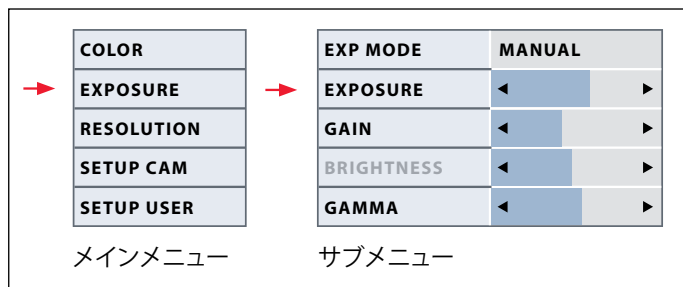 COLOR
EXPOSURE
RESOLUTION
SETUP CAM
SETUP USER
メインメニュー
EXP MODE MANUAL
EXPOSURE
GAIN
BRIGHTNESS
GAMMA
サブメニュー